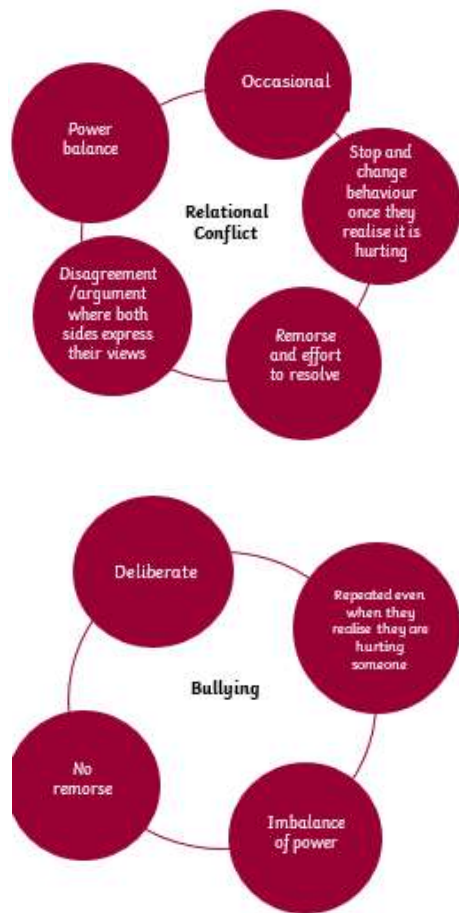 Occasional
Power
balance
Stop and
change
behaviour
once they
realise it is
hurting
Relational
Conflict
Disagreement
/argument
where both
sides express
their views
Remorse
and effort
to resolve
Deliberate
Repeated even
when they
realise they are
hurting
someone
Bullying
No
remorse
Imbalance
of power